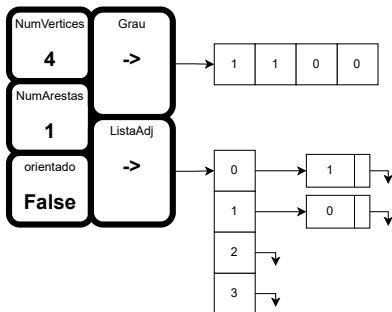 NumVertices
4
Grau
->
1 1 0 0
NumArestas
1
ListaAdj
->
orientado
False
0 1
1 0
2
3